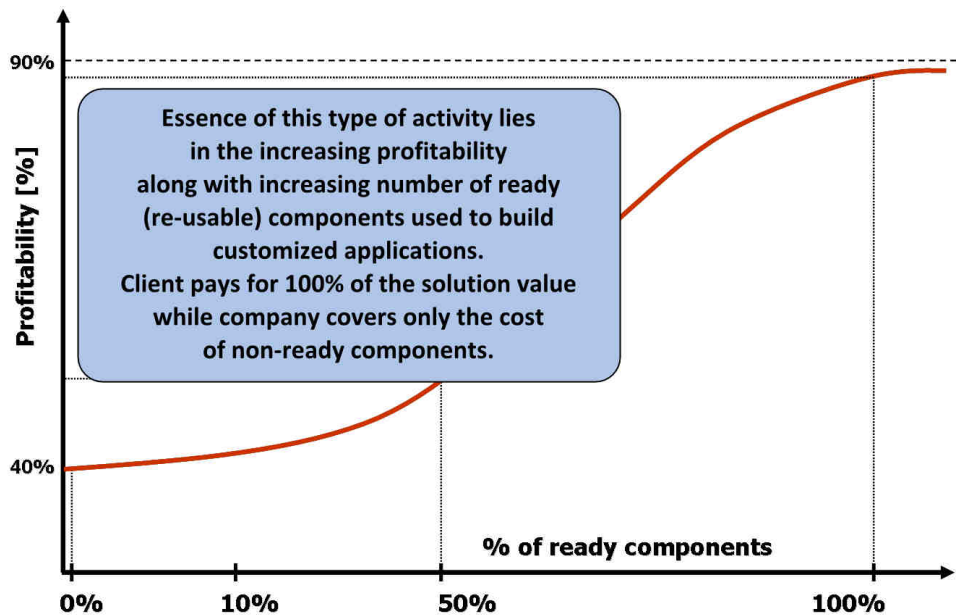 90%
Essence of this type of activity lies
in the increasing profitability
along with increasing number of ready
(re-usable) components used to build
customized applications.
Client pays for 100% of the solution value
while company covers only the cost
of non-ready components.
Profitability [%]
40%
% of ready components
0%
10%
50%
100%